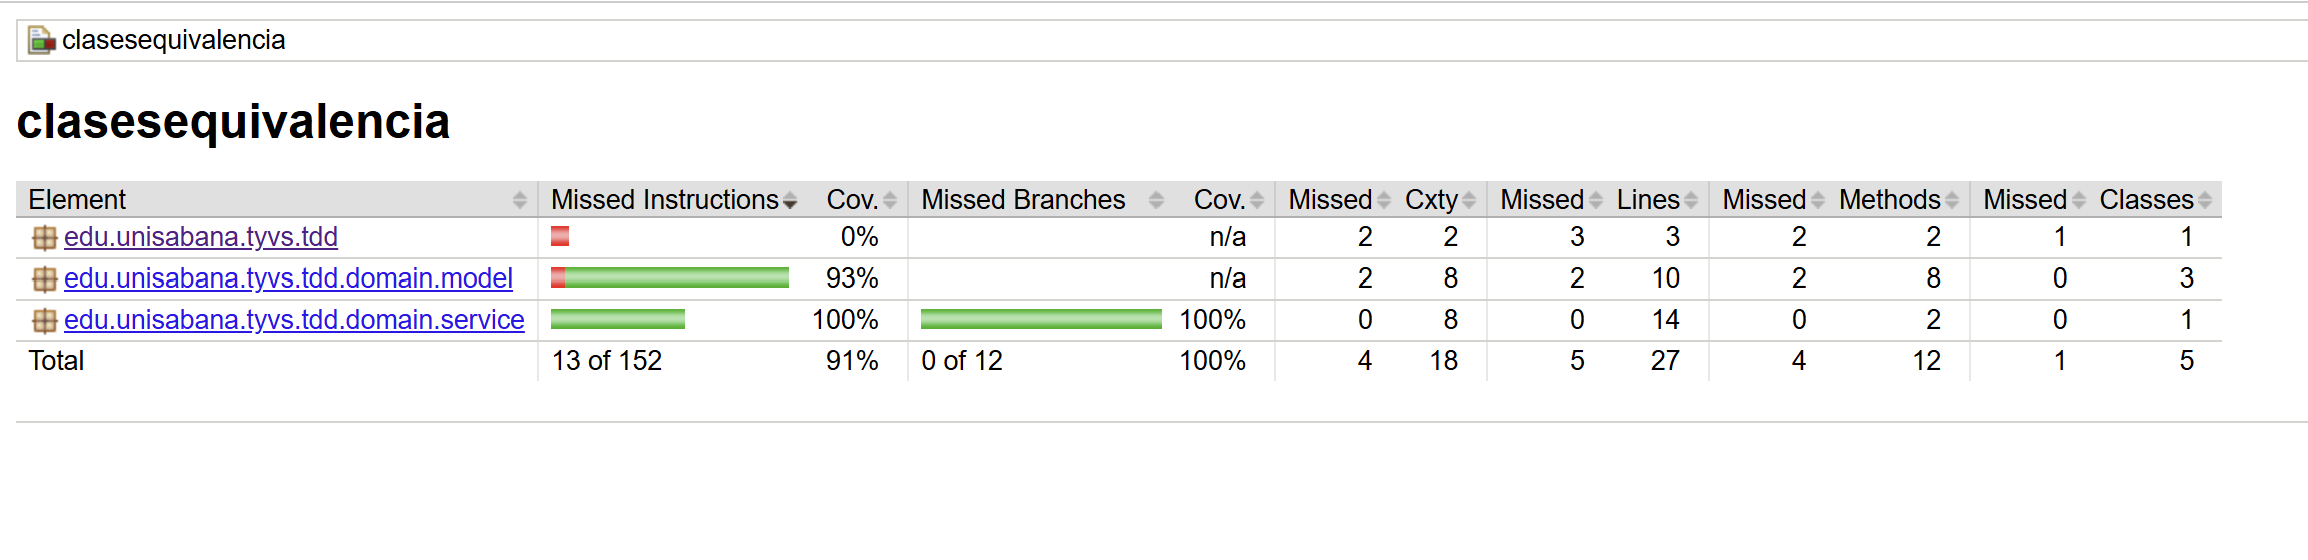 clasesequivalencia
clasesequivalencia
Element Missed Instructions Cov. Missed Branches Cov. Missed Cxty Missed Lines Missed Methods Missed Classes
edu.unisabana.tyvs.tdd 0% n/a 2 2 3 3 2 2 1 1
edu.unisabana.tyvs.tdd.domain.model 93% n/a 2 8 2 10 2 8 0 3
edu.unisabana.tyvs.tdd.domain.service 100% 100% 0 8 0 14 0 2 0 1
Total 13 of 152 91% 0 of 12 100% 4 18 5 27 4 12 1 5